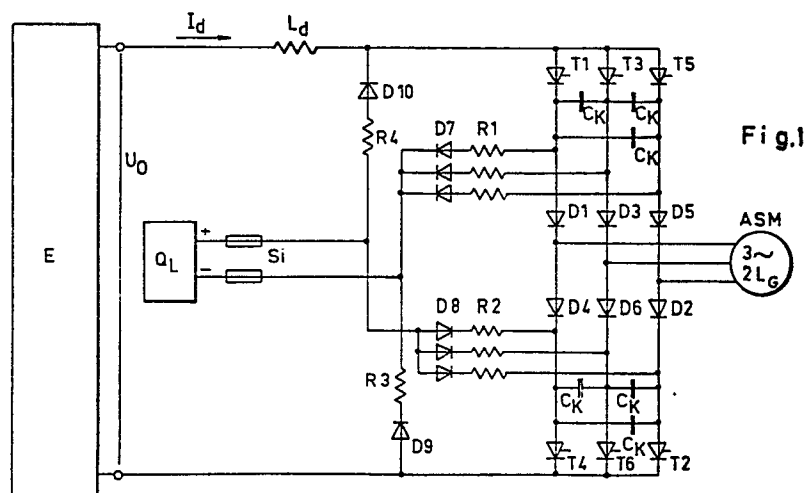 I_d L_d
T1 T3 T5
D10
C_K C_K
D7 R1
R4
C_K
Fig.1
U_0
D1 D3 D5
ASM
+
Si
3~
E
Q_L
2L_G
-
D4 D6 D2
D8 R2
R3
C_K C_K
D9
C_K
T4 T6 T2